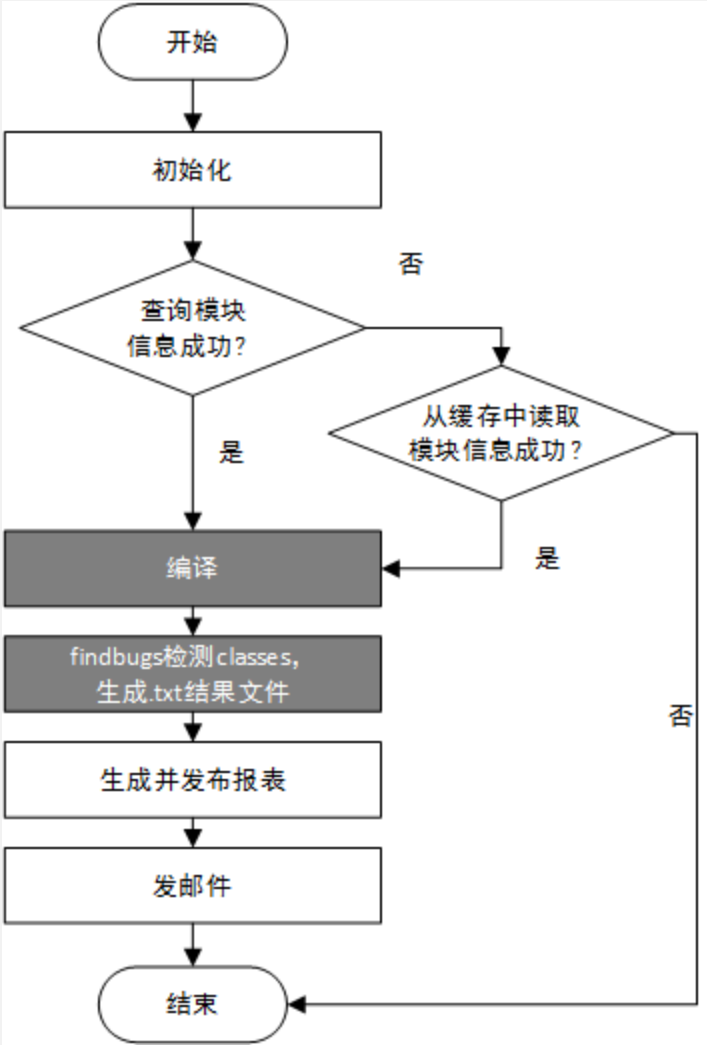 开始
初始化
否
查询模块
信息成功?
从缓存中读取
模块信息成功?
是
是
编译
findbugs检测classes,
生成.txt结果文件
否
生成并发布报表
发邮件
结束